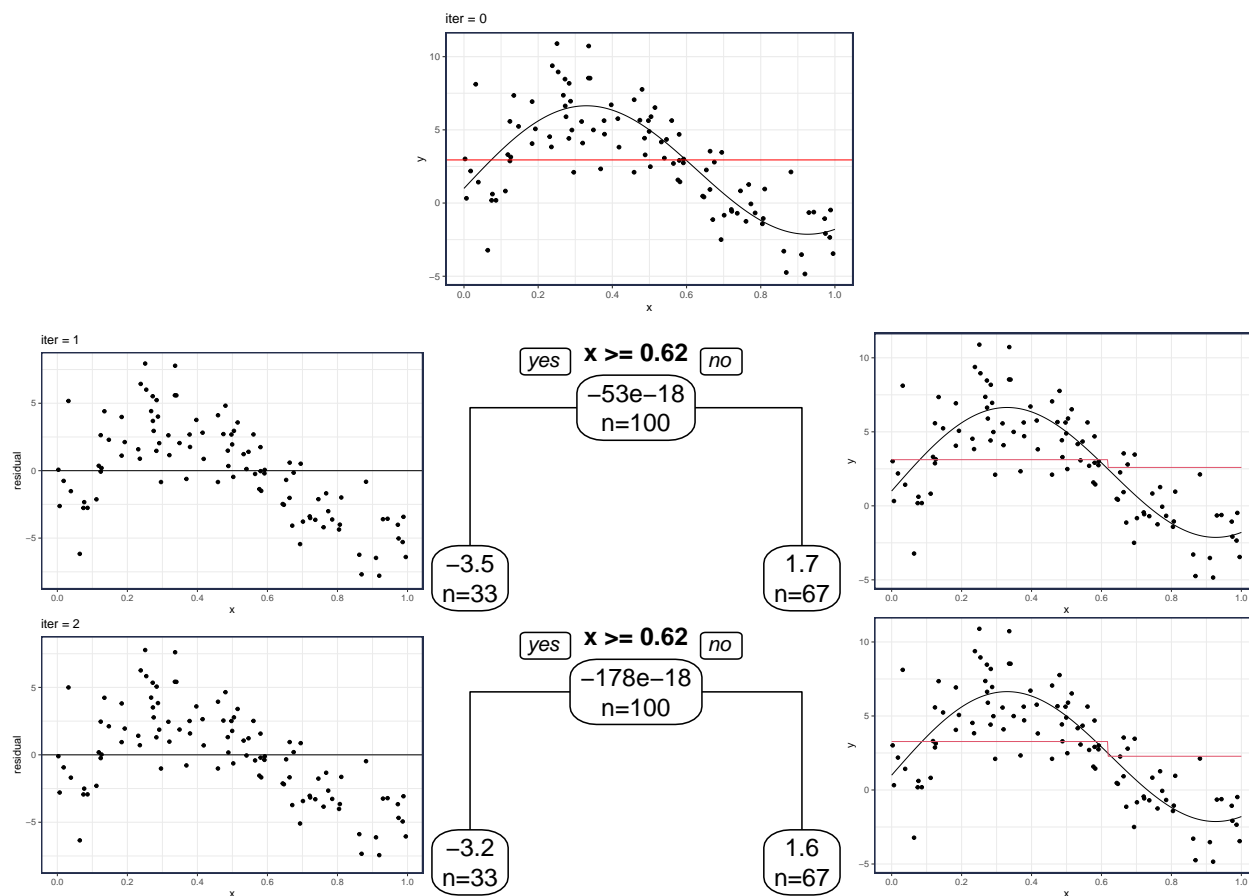 iter = 0
10
5
0
−5
y
0.0 0.2 0.4 0.6 0.8 1.0
x
iter = 1
5
0
−5
residual
0.0 0.2 0.4 0.6 0.8 1.0
x
yes x >= 0.62 no
−53e−18
n=100
−3.5
n=33
1.7
n=67
10
5
0
−5
y
0.0 0.2 0.4 0.6 0.8 1.0
x
iter = 2
5
0
−5
residual
0.0 0.2 0.4 0.6 0.8 1.0
x
yes x >= 0.62 no
−178e−18
n=100
−3.2
n=33
1.6
n=67
10
5
0
−5
y
0.0 0.2 0.4 0.6 0.8 1.0
x